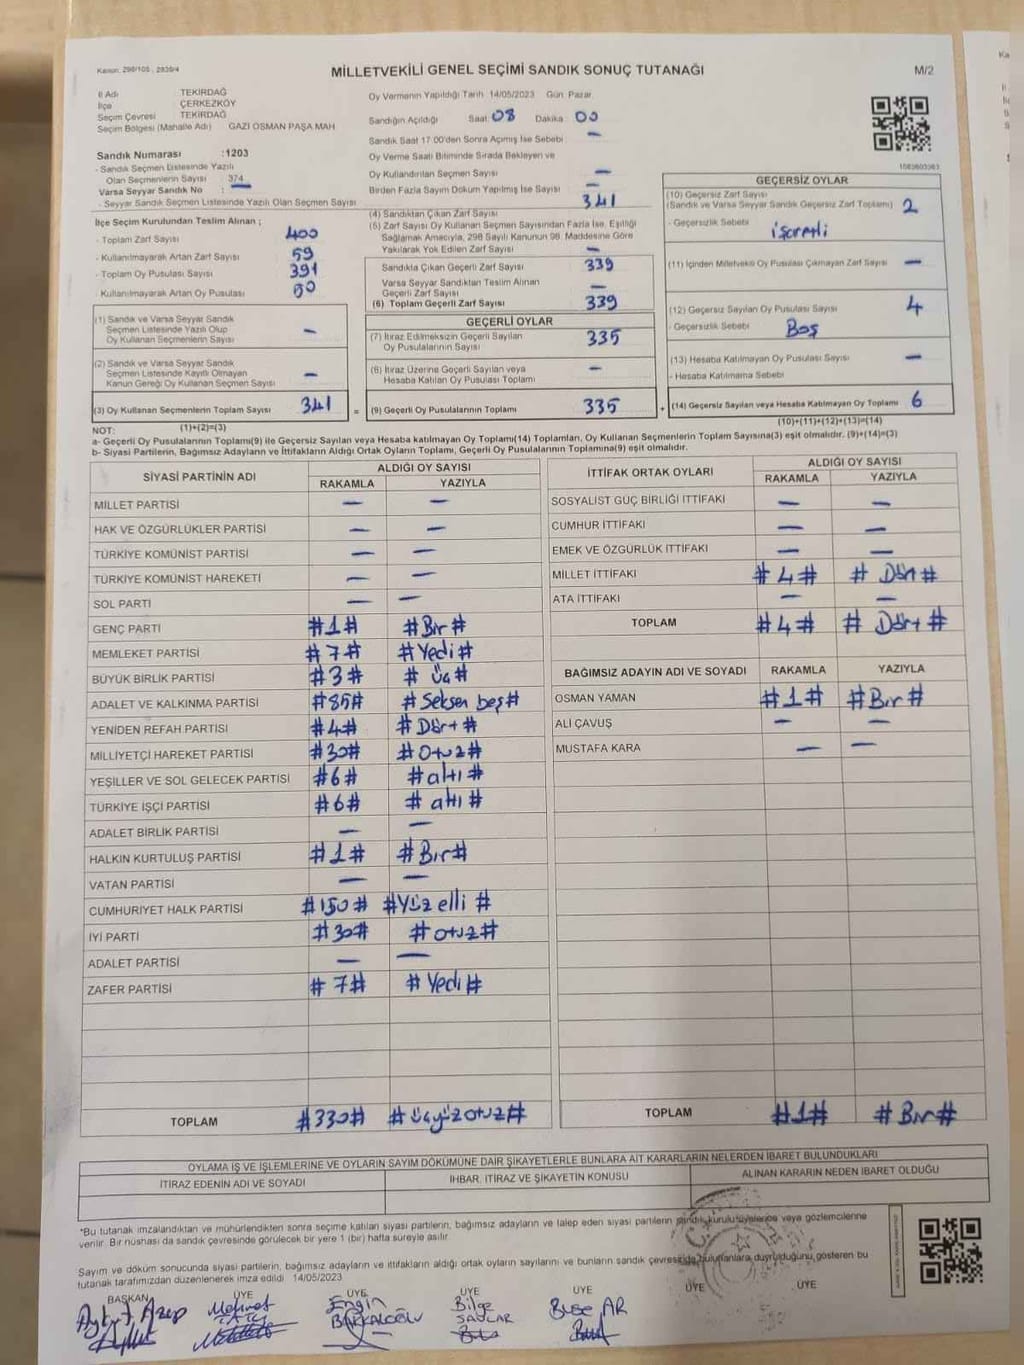 Kanun: 298/105 , 2839/4
MİLLETVEKİLİ GENEL SEÇİMİ SANDIK SONUÇ TUTANAĞI
M/2
İl Adı TEKİRDAĞ
İlçe ÇERKEZKÖY
Seçim Çevresi TEKİRDAĞ
Seçim Bölgesi (Mahalle Adı) GAZİ OSMAN PAŞA MAH
Sandık Numarası :1203
- Sandık Seçmen Listesinde Yazılı
Olan Seçmenlerin Sayısı 374
Varsa Seyyar Sandık No :
- Seyyar Sandık Seçmen Listesinde Yazılı Olan Seçmen Sayısı
Oy Vermenin Yapıldığı Tarih 14/05/2023 Gün Pazar
Sandığın Açıldığı Saat 08 Dakika 00
Sandık Saat 17:00'den Sonra Açılmış İse Sebebi —
Oy Verme Saati Bitiminde Sırada Bekleyen ve
Oy Kullandırılan Seçmen Sayısı —
Birden Fazla Sayım Döküm Yapılmış İse Sayısı —
İlçe Seçim Kurulundan Teslim Alınan ;
- Toplam Zarf Sayısı 400
- Kullanılmayarak Artan Zarf Sayısı 59
- Toplam Oy Pusulası Sayısı 391
- Kullanılmayarak Artan Oy Pusulası 50
(4) Sandıktan Çıkan Zarf Sayısı 341
(5) Zarf Sayısı Oy Kullanan Seçmen Sayısından Fazla İse, Eşitliği
Sağlamak Amacıyla, 298 Sayılı Kanunun 98. Maddesine Göre
Yakılarak Yok Edilen Zarf Sayısı —
Sandıkta Çıkan Geçerli Zarf Sayısı 339
Varsa Seyyar Sandıktan Teslim Alınan
Geçerli Zarf Sayısı —
(6) Toplam Geçerli Zarf Sayısı 339
1083603363
GEÇERSİZ OYLAR
(10) Geçersiz Zarf Sayısı
(Sandık ve Varsa Seyyar Sandık Geçersiz Zarf Toplamı) 2
- Geçersizlik Sebebi işaretli
(11) İçinden Milletvekili Oy Pusulası Çıkmayan Zarf Sayısı —
(12) Geçersiz Sayılan Oy Pusulası Sayısı 4
- Geçersizlik Sebebi Boş
(13) Hesaba Katılmayan Oy Pusulası Sayısı —
- Hesaba Katılmama Sebebi
(14) Geçersiz Sayılan veya Hesaba Katılmayan Oy Toplamı 6
(10)+(11)+(12)+(13)=(14)
(1) Sandık ve Varsa Seyyar Sandık
Seçmen Listesinde Yazılı Olup
Oy Kullanan Seçmenlerin Sayısı —
(2) Sandık ve Varsa Seyyar Sandık
Seçmen Listesinde Kayıtlı Olmayan
Kanun Gereği Oy Kullanan Seçmen Sayısı —
(3) Oy Kullanan Seçmenlerin Toplam Sayısı 341
=
GEÇERLİ OYLAR
(7) İtiraz Edilmeksizin Geçerli Sayılan
Oy Pusulalarının Sayısı 335
(8) İtiraz Üzerine Geçerli Sayılan veya
Hesaba Katılan Oy Pusulası Toplamı —
(9) Geçerli Oy Pusulalarının Toplamı 335
+
NOT: (1)+(2)=(3)
a- Geçerli Oy Pusulalarının Toplamı(9) ile Geçersiz Sayılan veya Hesaba katılmayan Oy Toplamı(14) Toplamları, Oy Kullanan Seçmenlerin Toplam Sayısına(3) eşit olmalıdır. (9)+(14)=(3)
b- Siyasi Partilerin, Bağımsız Adayların ve İttifakların Aldığı Ortak Oyların Toplamı, Geçerli Oy Pusulalarının Toplamına(9) eşit olmalıdır.
SİYASİ PARTİNİN ADI ALDIĞI OY SAYISI
RAKAMLA YAZIYLA
MİLLET PARTİSİ — —
HAK VE ÖZGÜRLÜKLER PARTİSİ — —
TÜRKİYE KOMÜNİST PARTİSİ — —
TÜRKİYE KOMÜNİST HAREKETİ — —
SOL PARTİ — —
GENÇ PARTİ #1# #Bir#
MEMLEKET PARTİSİ #7# #Yedi#
BÜYÜK BİRLİK PARTİSİ #3# #üç#
ADALET VE KALKINMA PARTİSİ #85# #Seksen beş#
YENİDEN REFAH PARTİSİ #4# #Dört#
MİLLİYETÇİ HAREKET PARTİSİ #30# #otuz#
YEŞİLLER VE SOL GELECEK PARTİSİ #6# #altı#
TÜRKİYE İŞÇİ PARTİSİ #6# #altı#
ADALET BİRLİK PARTİSİ — —
HALKIN KURTULUŞ PARTİSİ #1# #Bir#
VATAN PARTİSİ — —
CUMHURİYET HALK PARTİSİ #150# #Yüz elli#
İYİ PARTİ #30# #otuz#
ADALET PARTİSİ — —
ZAFER PARTİSİ #7# #Yedi#
TOPLAM #330# #üçyüzotuz#
İTTİFAK ORTAK OYLARI ALDIĞI OY SAYISI
RAKAMLA YAZIYLA
SOSYALİST GÜÇ BİRLİĞİ İTTİFAKI — —
CUMHUR İTTİFAKI — —
EMEK VE ÖZGÜRLÜK İTTİFAKI — —
MİLLET İTTİFAKI #4# #Dört#
ATA İTTİFAKI — —
TOPLAM #4# #Dört#
BAĞIMSIZ ADAYIN ADI VE SOYADI RAKAMLA YAZIYLA
OSMAN YAMAN #1# #Bir#
ALİ ÇAVUŞ — —
MUSTAFA KARA — —
TOPLAM #1# #Bir#
OYLAMA İŞ VE İŞLEMLERİNE VE OYLARIN SAYIM DÖKÜMÜNE DAİR ŞİKAYETLERLE BUNLARA AİT KARARLARIN NELERDEN İBARET BULUNDUKLARI
İTİRAZ EDENİN ADI VE SOYADI İHBAR, İTİRAZ VE ŞİKAYETİN KONUSU ALINAN KARARIN NEDEN İBARET OLDUĞU
*Bu tutanak imzalandıktan ve mühürlendikten sonra seçime katılan siyasi partilerin, bağımsız adayların ve talep eden siyasi partilerin sandık kurulu üyelerine veya gözlemcilerine
verilir. Bir nüshası da sandık çevresinde görülecek bir yere 1 (bir) hafta süreyle asılır.
Sayım ve döküm sonucunda siyasi partilerin, bağımsız adayların ve ittifakların aldığı ortak oyların sayılarını ve bunların sandık çevresinde bulunanlara duyrulduğunu gösteren bu
tutanak tarafımızdan düzenlenerek imza edildi 14/05/2023
BAŞKAN ÜYE ÜYE ÜYE ÜYE ÜYE ÜYE
Mehmet Engin Bilge Buse AR